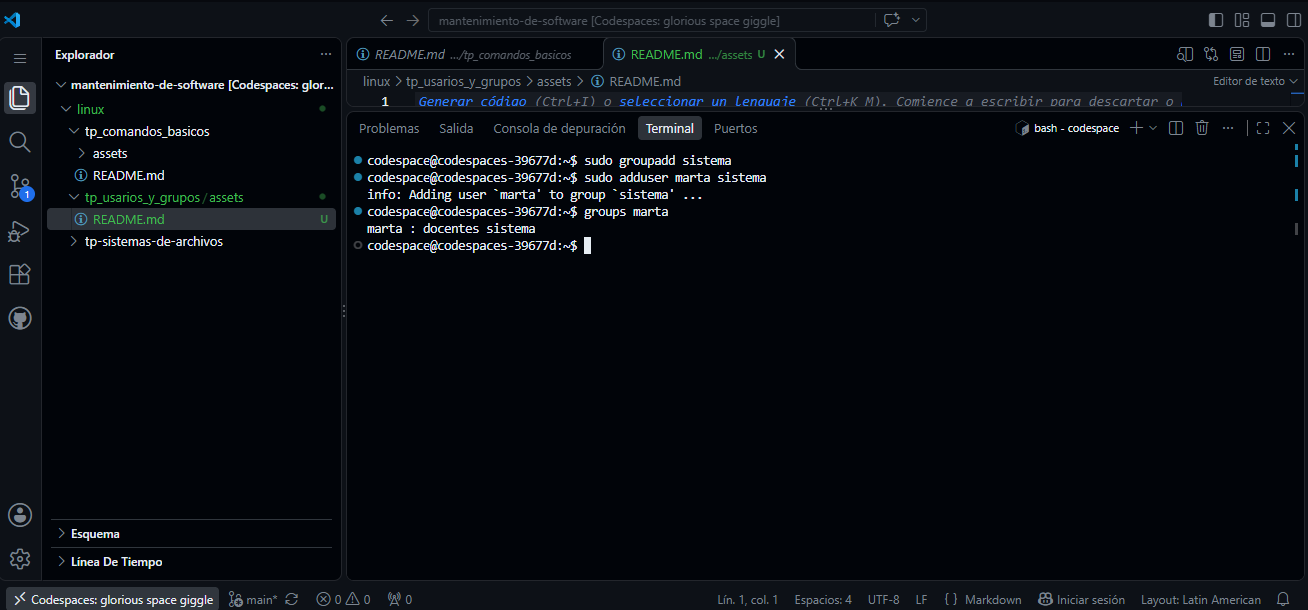 mantenimiento-de-software [Codespaces: glorious space giggle]
Explorador
mantenimiento-de-software [Codespaces: glor...
linux
tp_comandos_basicos
assets
README.md
tp_usarios_y_grupos / assets
README.md U
tp-sistemas-de-archivos
Esquema
Línea De Tiempo
README.md .../tp_comandos_basicos
README.md .../assets U
linux > tp_usarios_y_grupos > assets > README.md
Editor de texto
1 Generar código (Ctrl+I) o seleccionar un lenguaje (Ctrl+K M). Comience a escribir para descartar o
Problemas Salida Consola de depuración Terminal Puertos
bash - codespace
codespace@codespaces-39677d:~$ sudo groupadd sistema
codespace@codespaces-39677d:~$ sudo adduser marta sistema
info: Adding user `marta' to group `sistema' ...
codespace@codespaces-39677d:~$ groups marta
marta : docentes sistema
codespace@codespaces-39677d:~$
1
Codespaces: glorious space giggle main* 0 0 0
Lín. 1, col. 1 Espacios: 4 UTF-8 LF { } Markdown Iniciar sesión Layout: Latin American